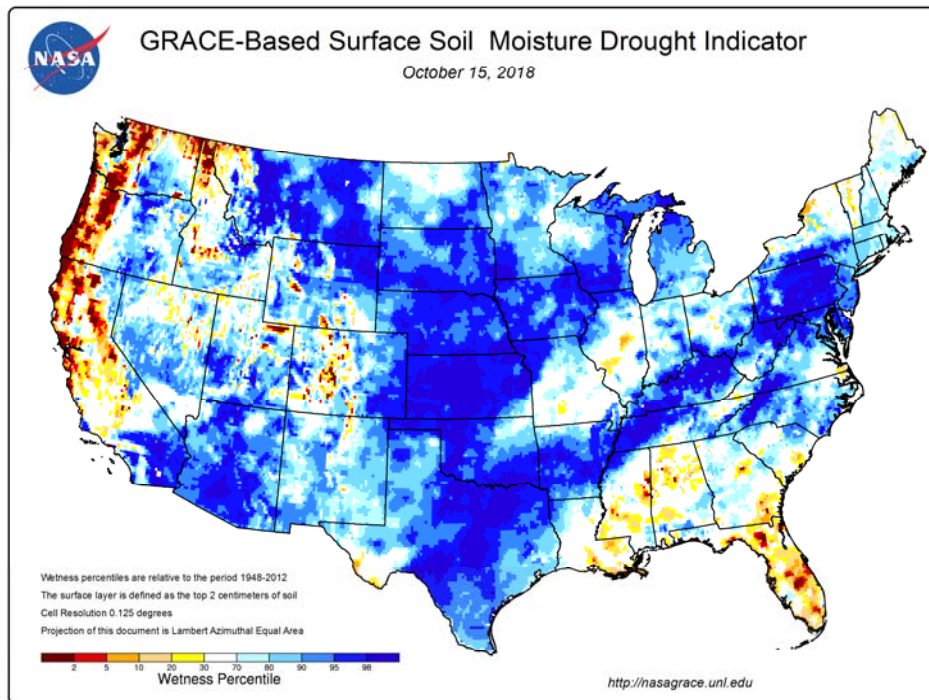 NASA
GRACE-Based Surface Soil Moisture Drought Indicator
October 15, 2018
Wetness percentiles are relative to the period 1948-2012
The surface layer is defined as the top 2 centimeters of soil
Cell Resolution 0.125 degrees
Projection of this document is Lambert Azimuthal Equal Area
2 5 10 20 30 70 80 90 95 98
Wetness Percentile
http://nasagrace.unl.edu